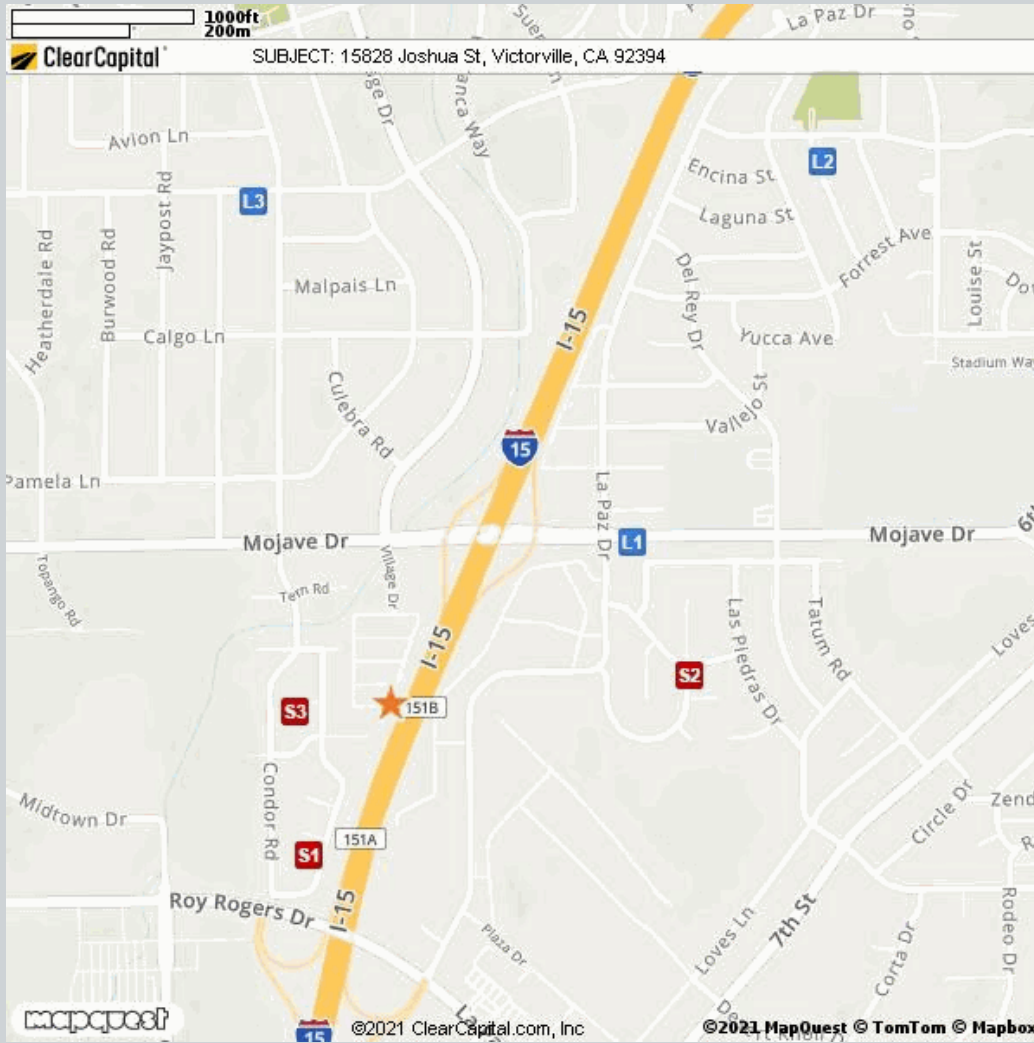 1000ft
200m
ClearCapital
SUBJECT: 15828 Joshua St, Victorville, CA 92394
La Paz Dr
Avion Ln
Encina St
L2
L3
Laguna St
Jaypost Rd
Heatherdale Rd
Burwood Rd
Forrest Ave
Louise St
Malpais Ln
Del Rey Dr
I-15
Calgo Ln
Yucca Ave
Stadium Way
Culebra Rd
Vallejo St
15
Pamela Ln
La Paz Dr
Mojave Dr
L1
Mojave Dr
Village Dr
Topango Rd
Tern Rd
Las Piedras Dr
Tatum Rd
Loves
I-15
S2
S3
151B
Condor Rd
Midtown Dr
Circle Dr
Zend
151A
S1
Roy Rogers Dr
I-15
Rodeo Dr
Loves Ln
7th St
Plaza Dr
Corta Dr
La
mapquest
15
©2021 ClearCapital.com, Inc
©2021 MapQuest © TomTom © Mapbox